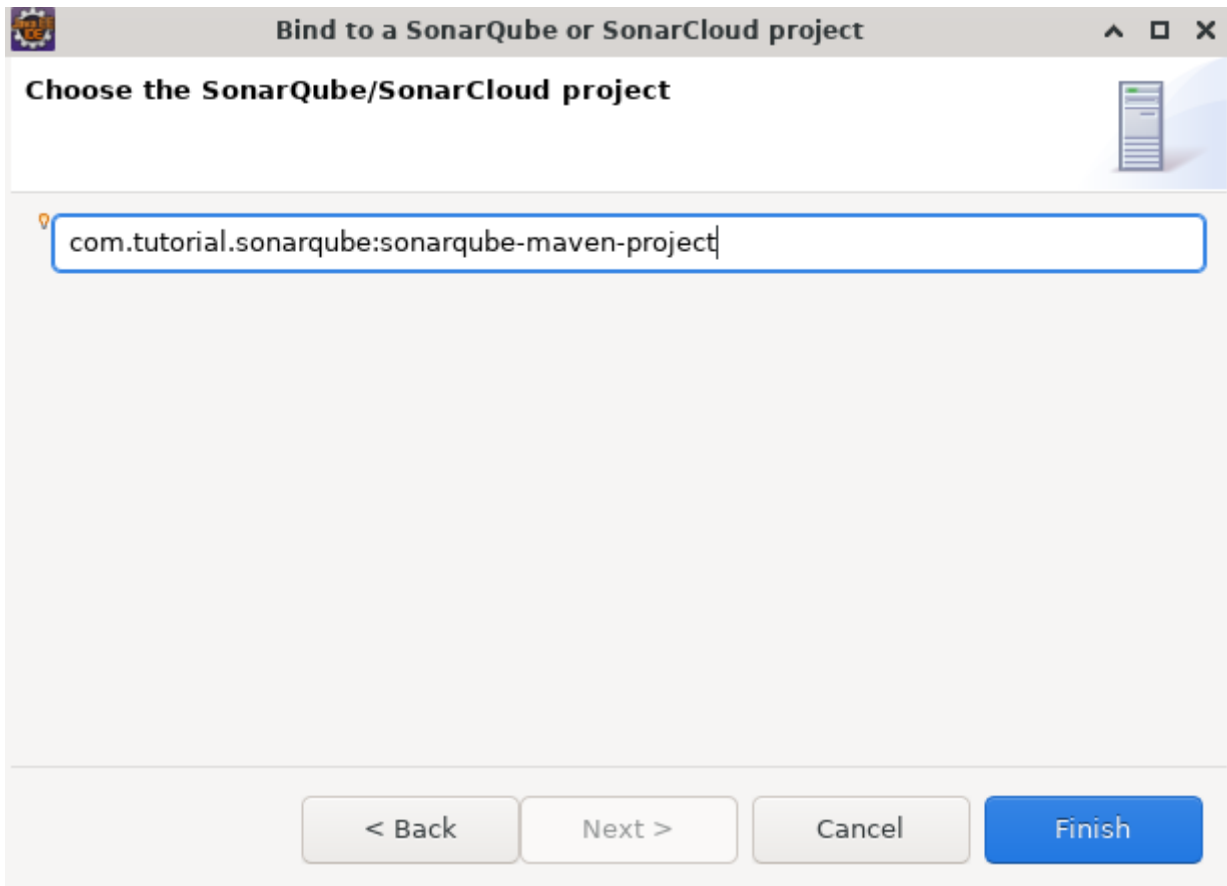 Bind to a SonarQube or SonarCloud project
Choose the SonarQube/SonarCloud project
com.tutorial.sonarqube:sonarqube-maven-project
< Back
Next >
Cancel
Finish